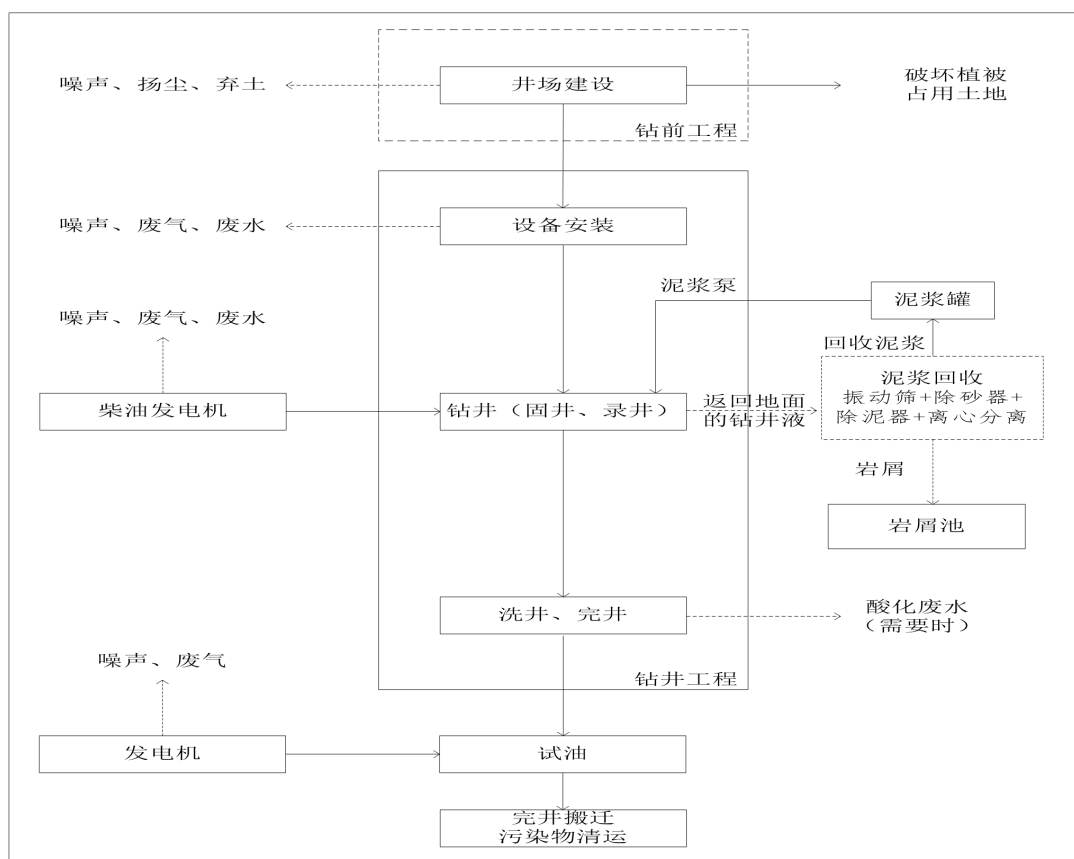 噪声、扬尘、弃土
井场建设
破坏植被
占用土地
钻前工程
噪声、废气、废水
设备安装
泥浆泵
泥浆罐
噪声、废气、废水
回收泥浆
泥浆回收
振动筛+除砂器+
除泥器+离心分离
柴油发电机
钻井（固井、录井）
返回地面
的钻井液
岩屑
岩屑池
洗井、完井
酸化废水
（需要时）
噪声、废气
钻井工程
发电机
试油
完井搬迁
污染物清运